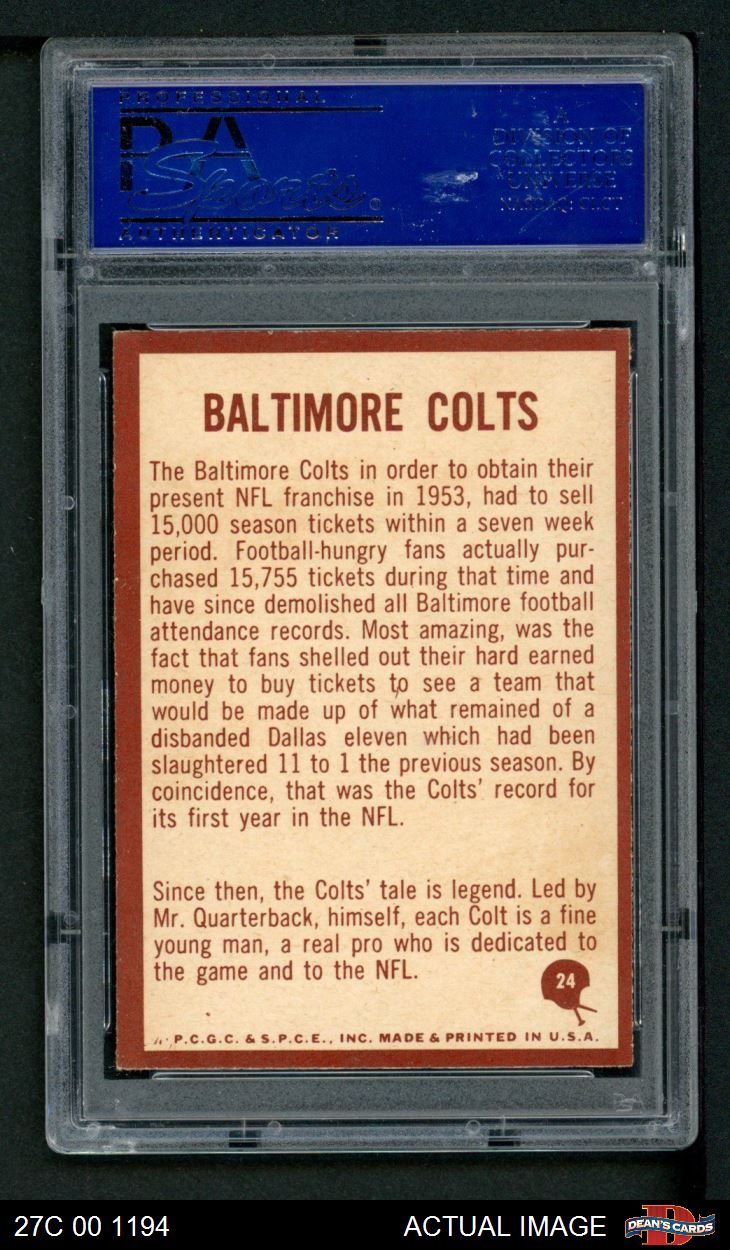 PROFESSIONAL
PSA
Sports
AUTHENTICATOR
A
DIVISION OF
COLLECTORS
UNIVERSE
NASDAQ: CLCT
BALTIMORE COLTS
The Baltimore Colts in order to obtain their
present NFL franchise in 1953, had to sell
15,000 season tickets within a seven week
period. Football-hungry fans actually pur-
chased 15,755 tickets during that time and
have since demolished all Baltimore football
attendance records. Most amazing, was the
fact that fans shelled out their hard earned
money to buy tickets to see a team that
would be made up of what remained of a
disbanded Dallas eleven which had been
slaughtered 11 to 1 the previous season. By
coincidence, that was the Colts' record for
its first year in the NFL.
Since then, the Colts' tale is legend. Led by
Mr. Quarterback, himself, each Colt is a fine
young man, a real pro who is dedicated to
the game and to the NFL.
24
P.C.G.C. & S.P.C.E., INC. MADE & PRINTED IN U.S.A.
27C 00 1194
ACTUAL IMAGE
DEAN'S CARDS